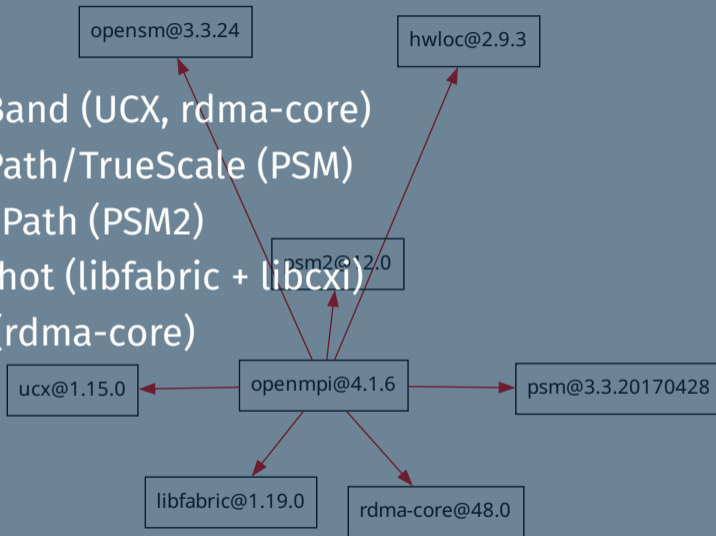 opensm@3.3.24
hwloc@2.9.3
Band (UCX, rdma-core)
Path/TrueScale (PSM)
Path (PSM2)
psm2@12.0
hot (libfabric + libcxi)
(rdma-core)
ucx@1.15.0
openmpi@4.1.6
psm@3.3.20170428
libfabric@1.19.0
rdma-core@48.0